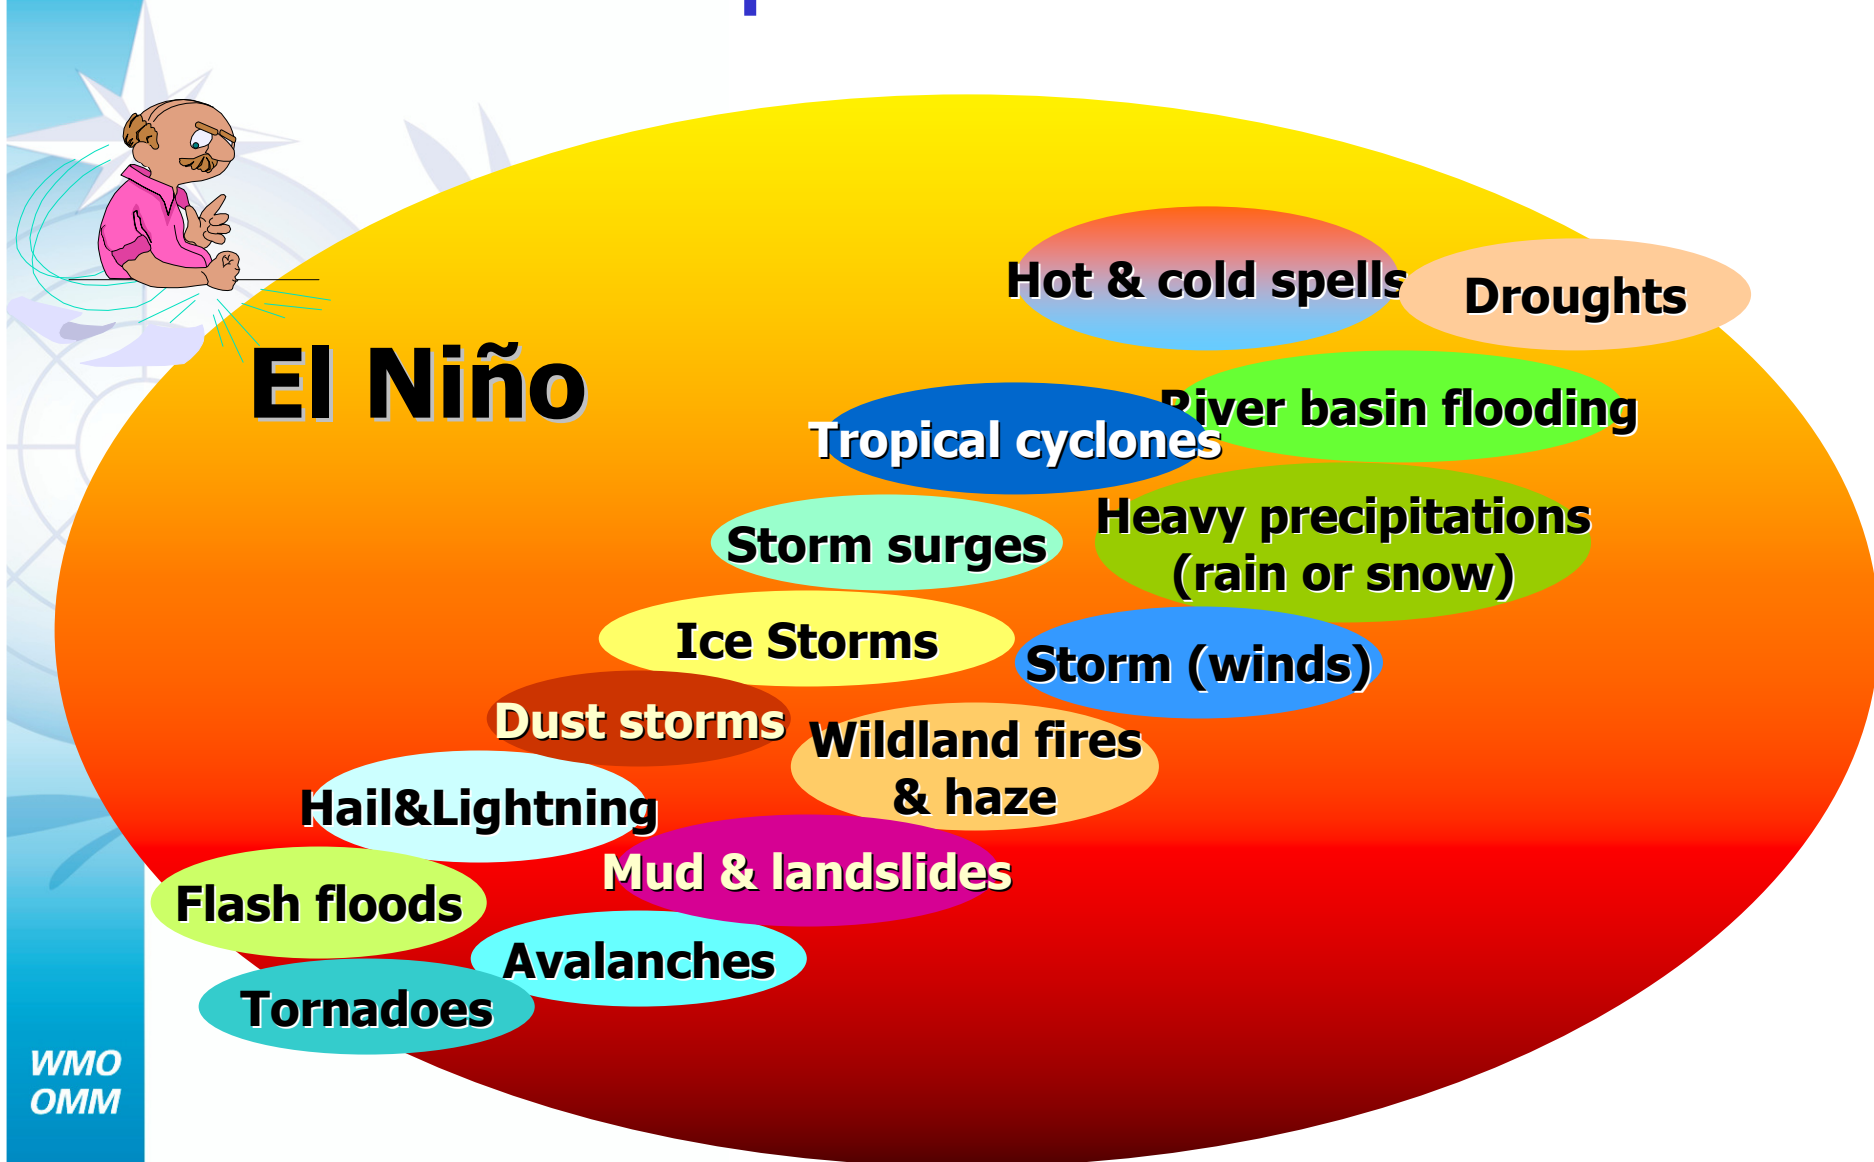 Hot & cold spells
Droughts
El Niño
River basin flooding
Tropical cyclones
Heavy precipitations
(rain or snow)
Storm surges
Ice Storms
Storm (winds)
Dust storms
Wildland fires
& haze
Hail&Lightning
Mud & landslides
Flash floods
Avalanches
Tornadoes
WMO
OMM